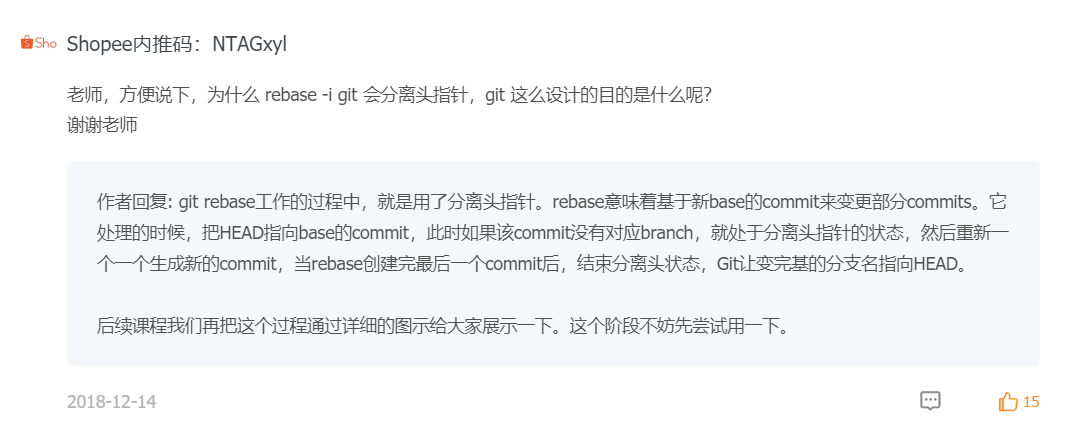 Sho
Shopee内推码：NTAGxyl
老师，方便说下，为什么 rebase -i git 会分离头指针，git 这么设计的目的是什么呢?
谢谢老师
作者回复: git rebase工作的过程中，就是用了分离头指针。rebase意味着基于新base的commit来变更部分commits。它
处理的时候，把HEAD指向base的commit，此时如果该commit没有对应branch，就处于分离头指针的状态，然后重新一
个一个生成新的commit，当rebase创建完最后一个commit后，结束分离头状态，Git让变完基的分支名指向HEAD。
后续课程我们再把这个过程通过详细的图示给大家展示一下。这个阶段不妨先尝试用一下。
2018-12-14
15